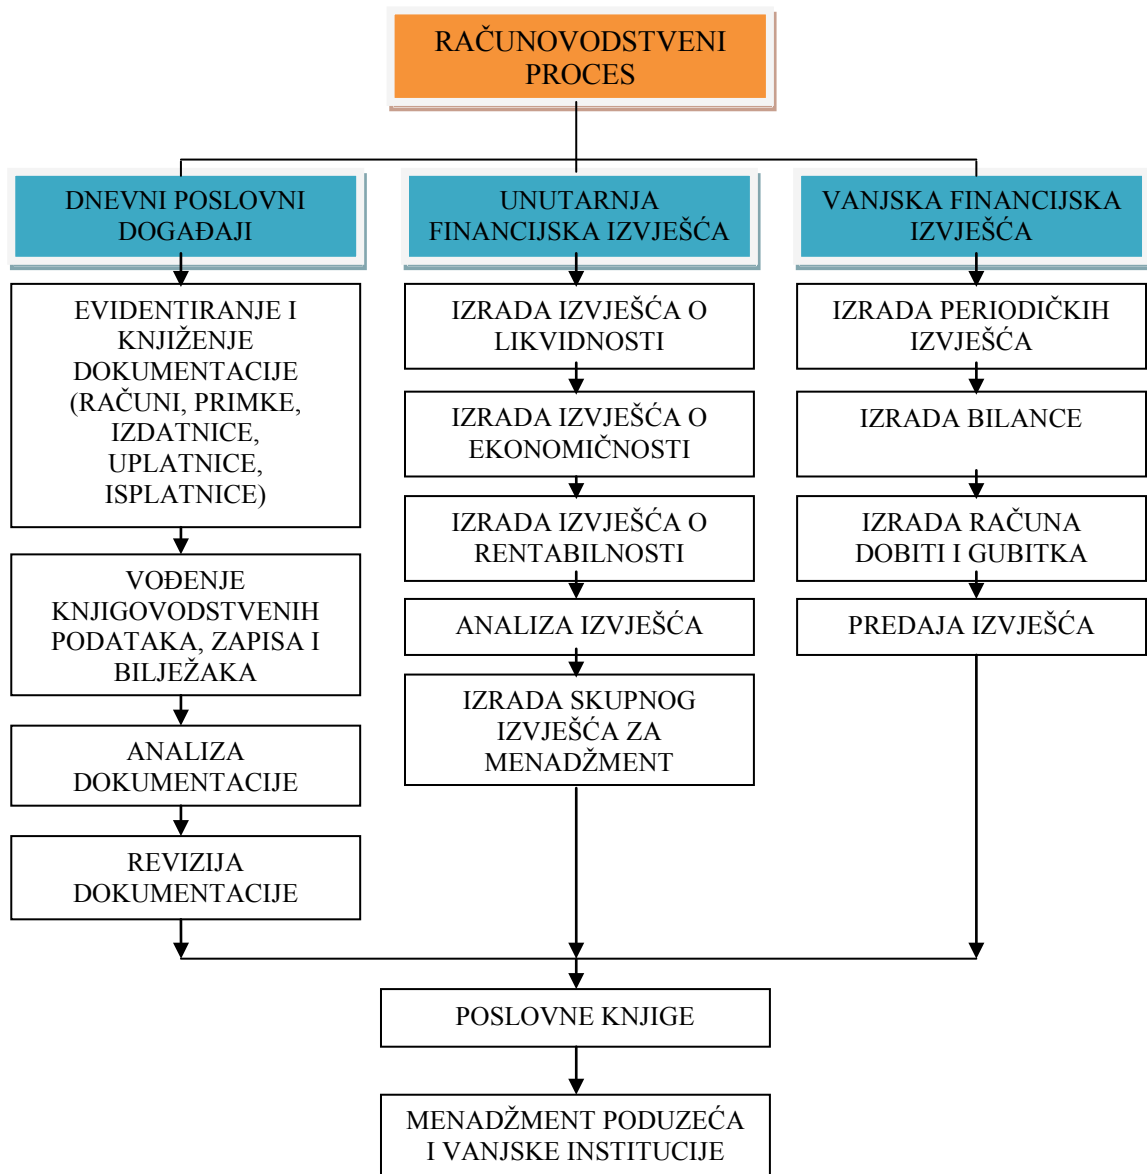 RAČUNOVODSTVENI
PROCES
DNEVNI POSLOVNI
DOGAĐAJI
EVIDENTIRANJE I
KNJIŽENJE
DOKUMENTACIJE
(RAČUNI, PRIMKE,
IZDATNICE,
UPLATNICE,
ISPLATNICE)
VOĐENJE
KNJIGOVODSTVENIH
PODATAKA, ZAPISA I
BILJEŽAKA
ANALIZA
DOKUMENTACIJE
REVIZIJA
DOKUMENTACIJE
UNUTARNJA
FINANCIJSKA IZVJEŠĆA
IZRADA IZVJEŠĆA O
LIKVIDNOSTI
IZRADA IZVJEŠĆA O
EKONOMIČNOSTI
IZRADA IZVJEŠĆA O
RENTABILNOSTI
ANALIZA IZVJEŠĆA
IZRADA SKUPNOG
IZVJEŠĆA ZA
MENADŽMENT
VANJSKA FINANCIJSKA
IZVJEŠĆA
IZRADA PERIODIČKIH
IZVJEŠĆA
IZRADA BILANCE
IZRADA RAČUNA
DOBITI I GUBITKA
PREDAJA IZVJEŠĆA
POSLOVNE KNJIGE
MENADŽMENT PODUZEĆA
I VANJSKE INSTITUCIJE